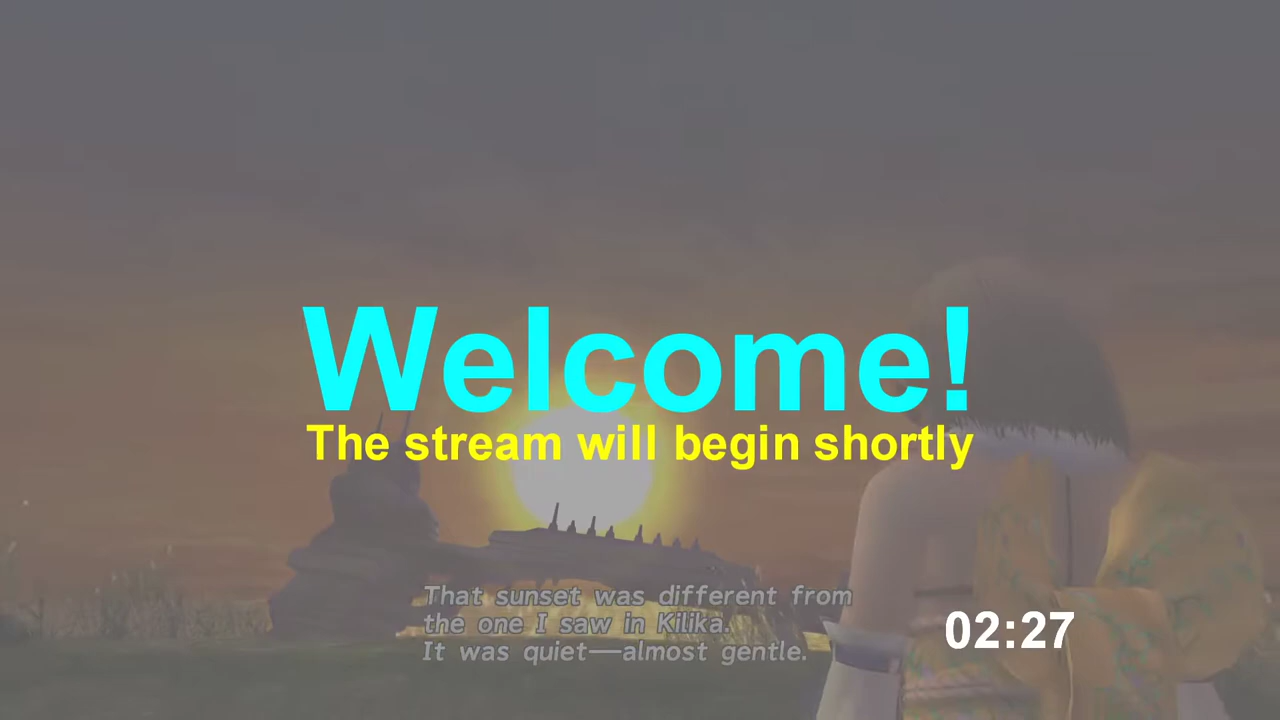 Welcome!
The stream will begin shortly
That sunset was different from
the one I saw in Kilika.
It was quiet—almost gentle.
02:27